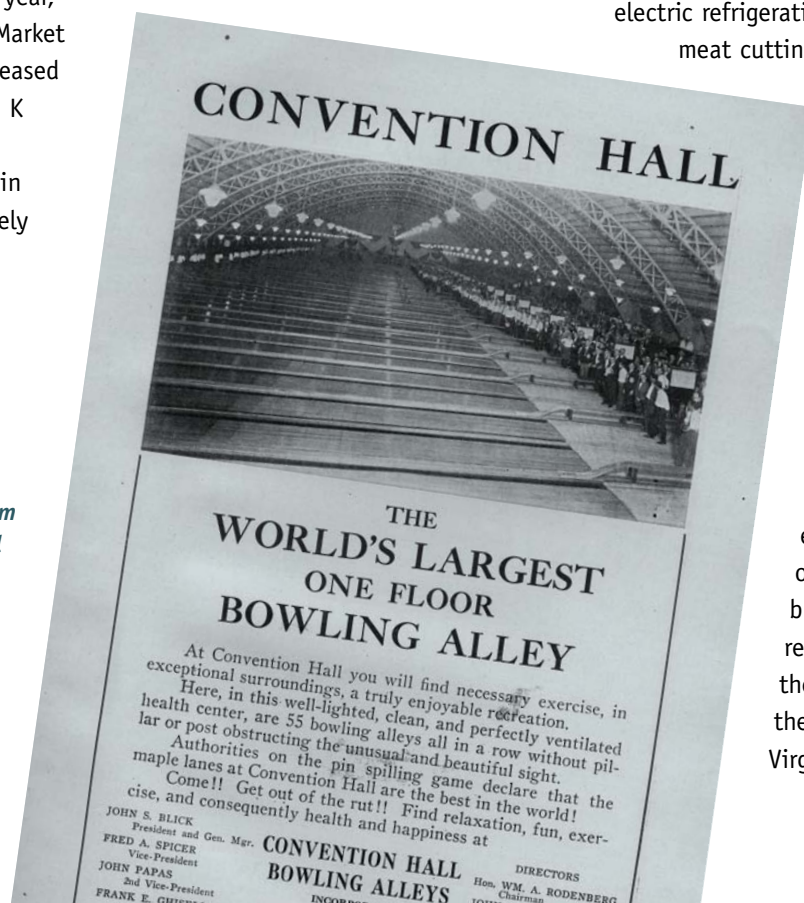 year,
Market
eased
K
in
ely
electric refrigerati
meat cuttin
CONVENTION HALL
THE
WORLD'S LARGEST
ONE FLOOR
BOWLING ALLEY
At Convention Hall you will find necessary exercise, in
exceptional surroundings, a truly enjoyable recreation.
Here, in this well-lighted, clean, and perfectly ventilated
health center, are 55 bowling alleys all in a row without pil-
lar or post obstructing the unusual and beautiful sight.
Authorities on the pin spilling game declare that the
maple lanes at Convention Hall are the best in the world!
Come!! Get out of the rut!! Find relaxation, fun, exer-
cise, and consequently health and happiness at
JOHN S. BLICK
President and Gen. Mgr.
FRED A. SPICER
Vice-President
JOHN PAPAS
2nd Vice-President
FRANK E.
CONVENTION HALL
BOWLING ALLEYS
DIRECTORS
Hon. WM. A. RODENBERG
Chairman
m
e
b
re
the
the
Virg